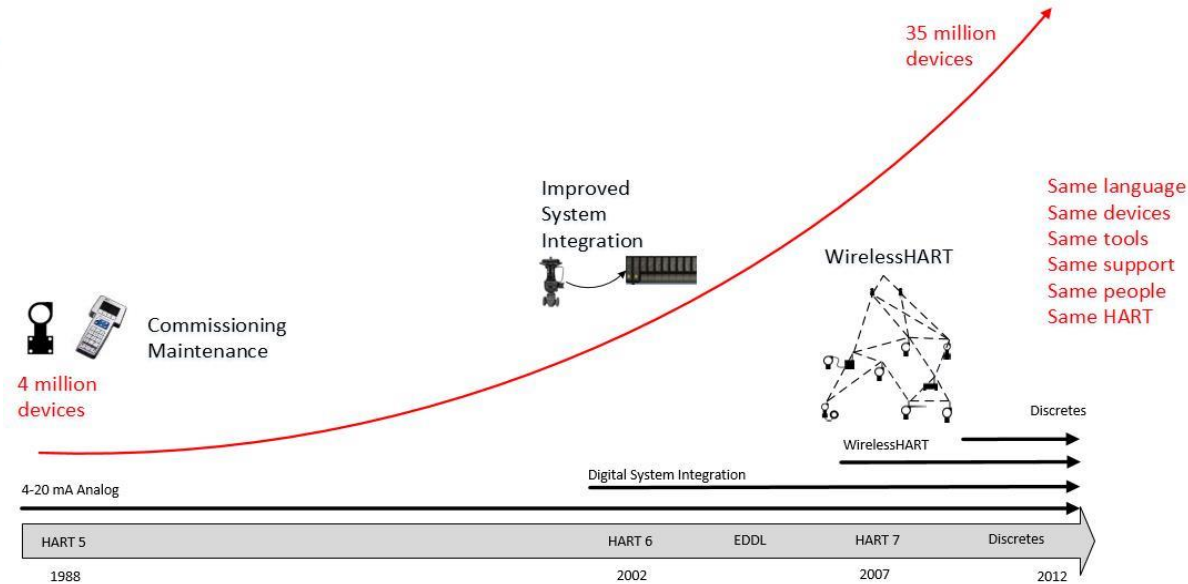 35 million
devices
Improved
System
Integration
Same language
Same devices
Same tools
Same support
Same people
Same HART
WirelessHART
Commissioning
Maintenance
4 million
devices
Discretes
WirelessHART
Digital System Integration
4-20 mA Analog
HART 5
HART 6
EDDL
HART 7
Discretes
1988
2002
2007
2012